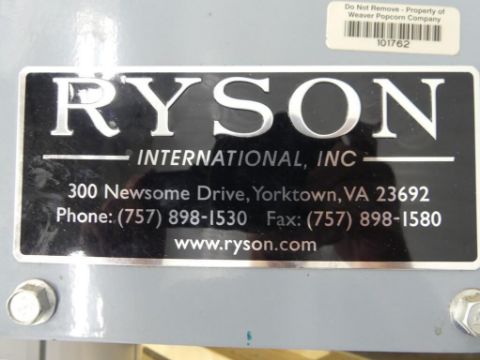 Do Not Remove - Property of
Weaver Popcorn Company
101762
RYSON
INTERNATIONAL, INC
300 Newsome Drive, Yorktown, VA 23692
Phone: (757) 898-1530 Fax: (757) 898-1580
www.ryson.com